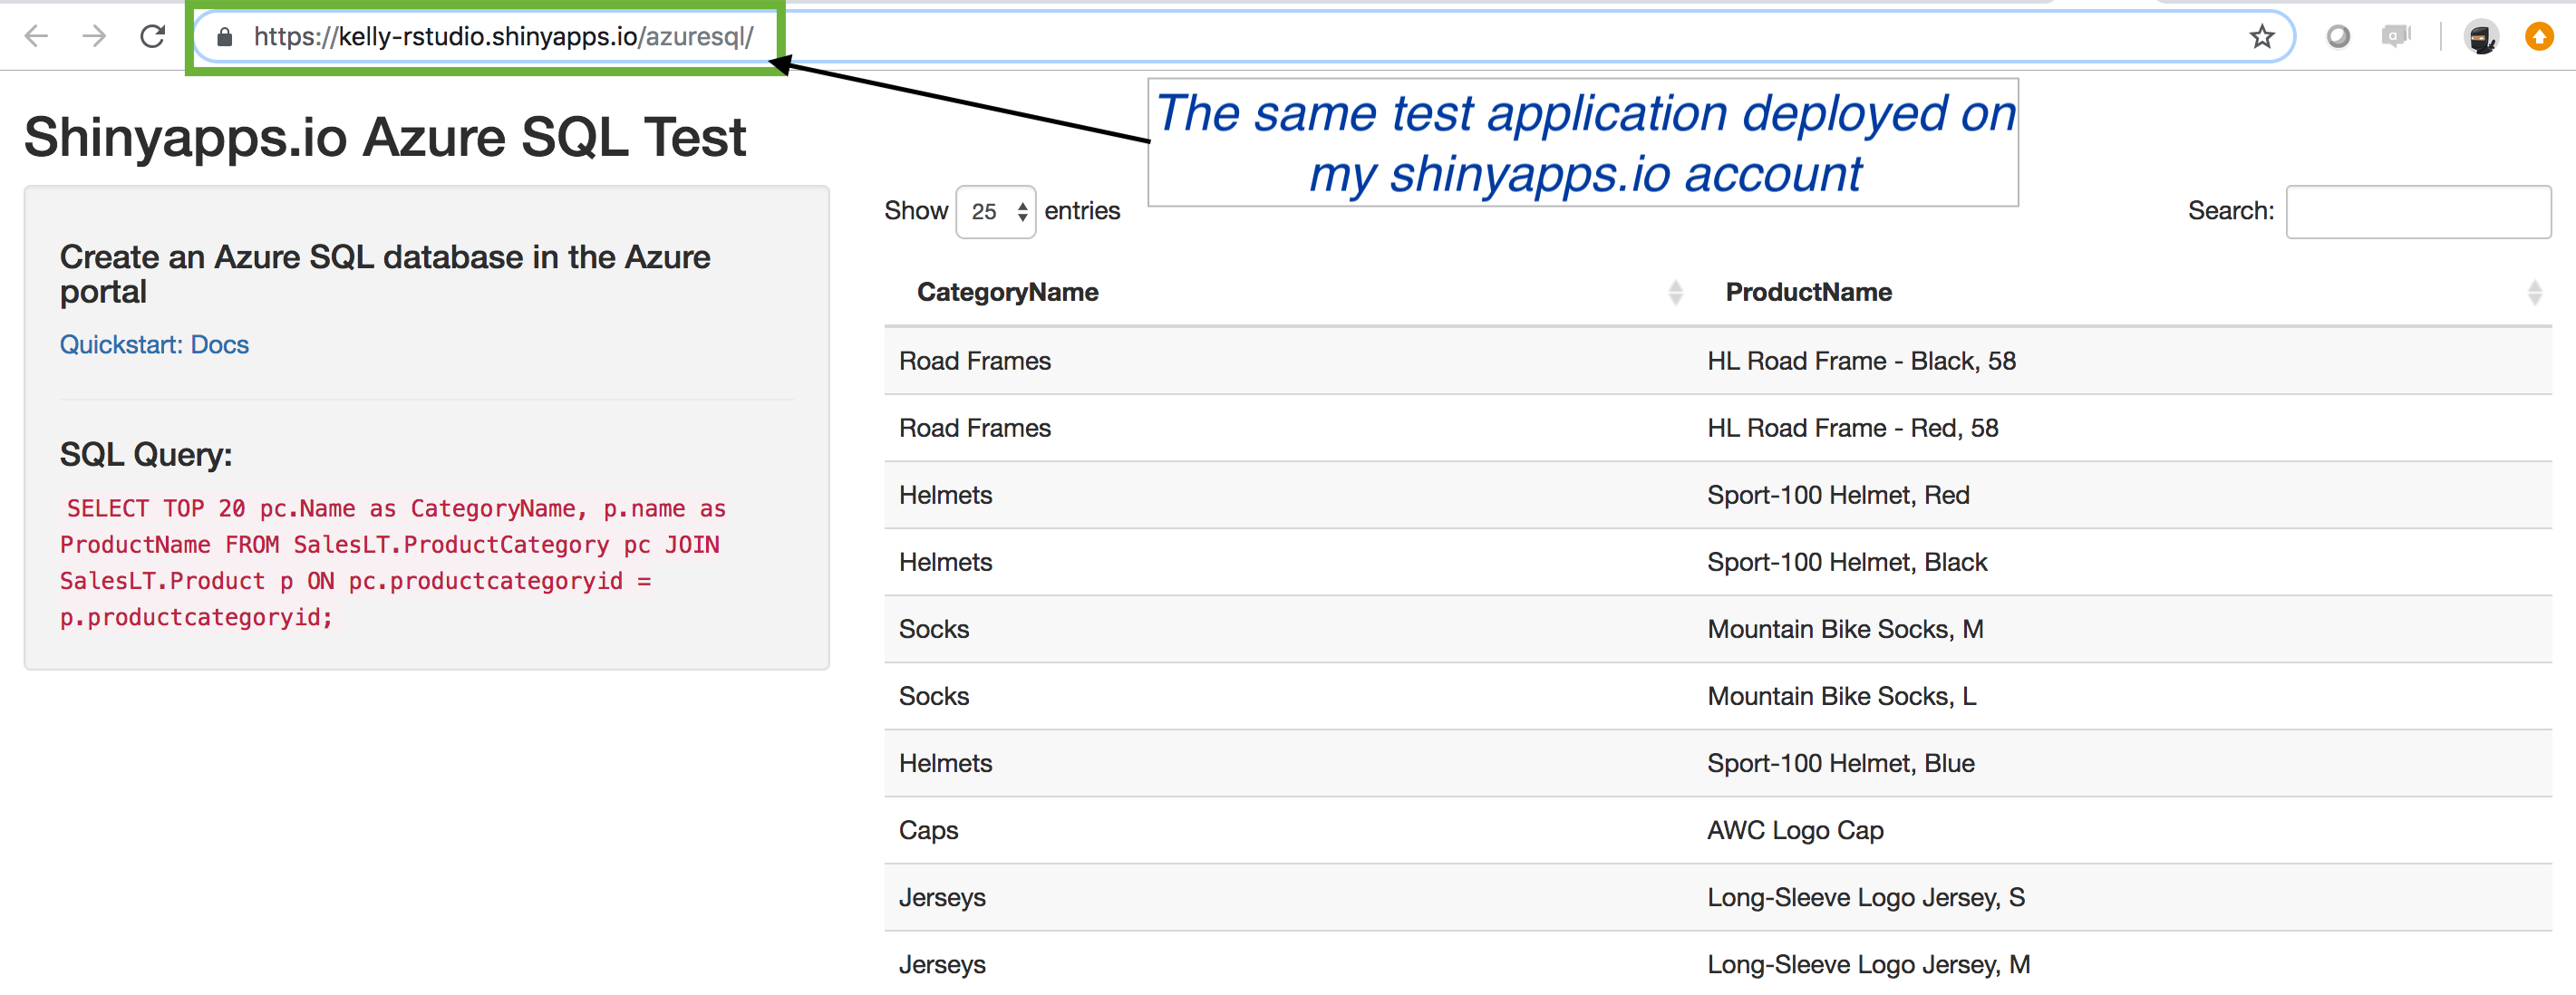 https://kelly-rstudio.shinyapps.io/azuresql/
The same test application deployed on
my shinyapps.io account
Shinyapps.io Azure SQL Test
Create an Azure SQL database in the Azure
portal
Quickstart: Docs
SQL Query:
SELECT TOP 20 pc.Name as CategoryName, p.name as
ProductName FROM SalesLT.ProductCategory pc JOIN
SalesLT.Product p ON pc.productcategoryid =
p.productcategoryid;
Show 25 entries
Search:
CategoryName ProductName
Road Frames HL Road Frame - Black, 58
Road Frames HL Road Frame - Red, 58
Helmets Sport-100 Helmet, Red
Helmets Sport-100 Helmet, Black
Socks Mountain Bike Socks, M
Socks Mountain Bike Socks, L
Helmets Sport-100 Helmet, Blue
Caps AWC Logo Cap
Jerseys Long-Sleeve Logo Jersey, S
Jerseys Long-Sleeve Logo Jersey, M